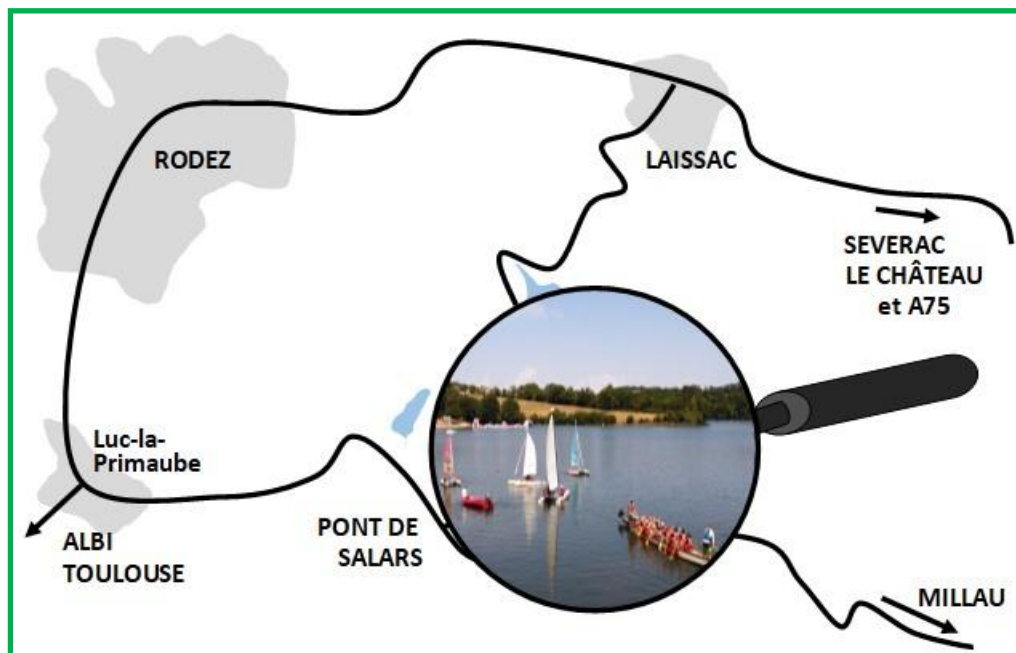 RODEZ
LAISSAC
SEVERAC
LE CHÂTEAU
et A75
Luc-la-
Primaube
PONT DE
SALARS
ALBI
TOULOUSE
MILLAU